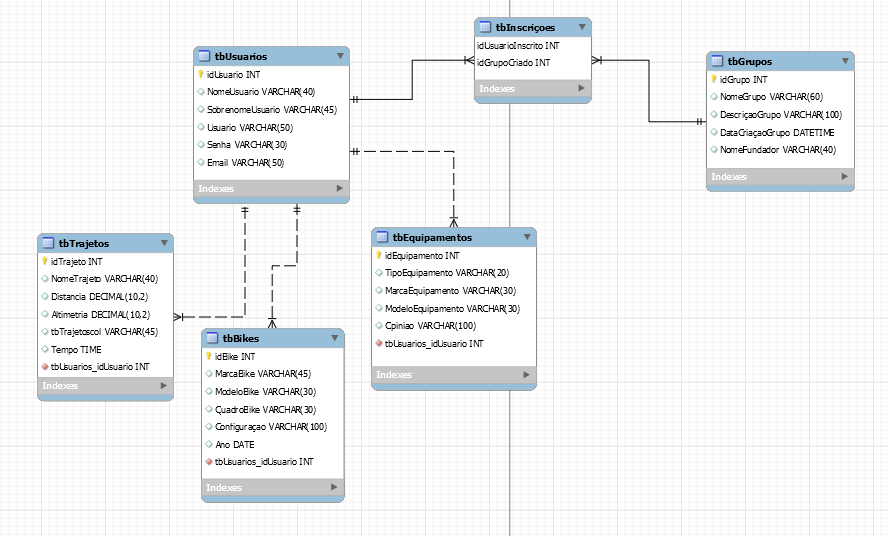 tbUsuarios
idUsuario INT
NomeUsuario VARCHAR(40)
SobrenomeUsuario VARCHAR(45)
Usuario VARCHAR(50)
Senha VARCHAR(30)
Email VARCHAR(50)
Indexes
tbInscriçoes
idUsuarioInscrito INT
idGrupoCriado INT
Indexes
tbGrupos
idGrupo INT
NomeGrupo VARCHAR(60)
DescriçaoGrupo VARCHAR(100)
DataCriaçaoGrupo DATETIME
NomeFundador VARCHAR(40)
Indexes
tbTrajetos
idTrajeto INT
NomeTrajeto VARCHAR(40)
Distancia DECIMAL(10,2)
Altimetria DECIMAL(10,2)
tbTrajetoscol VARCHAR(45)
Tempo TIME
tbUsuarios_idUsuario INT
Indexes
tbBikes
idBike INT
MarcaBike VARCHAR(45)
ModeloBike VARCHAR(30)
QuadroBike VARCHAR(30)
Configuraçao VARCHAR(100)
Ano DATE
tbUsuarios_idUsuario INT
Indexes
tbEquipamentos
idEquipamento INT
TipoEquipamento VARCHAR(20)
MarcaEquipamento VARCHAR(30)
ModeloEquipamento VARCHAR(30)
Opiniao VARCHAR(100)
tbUsuarios_idUsuario INT
Indexes